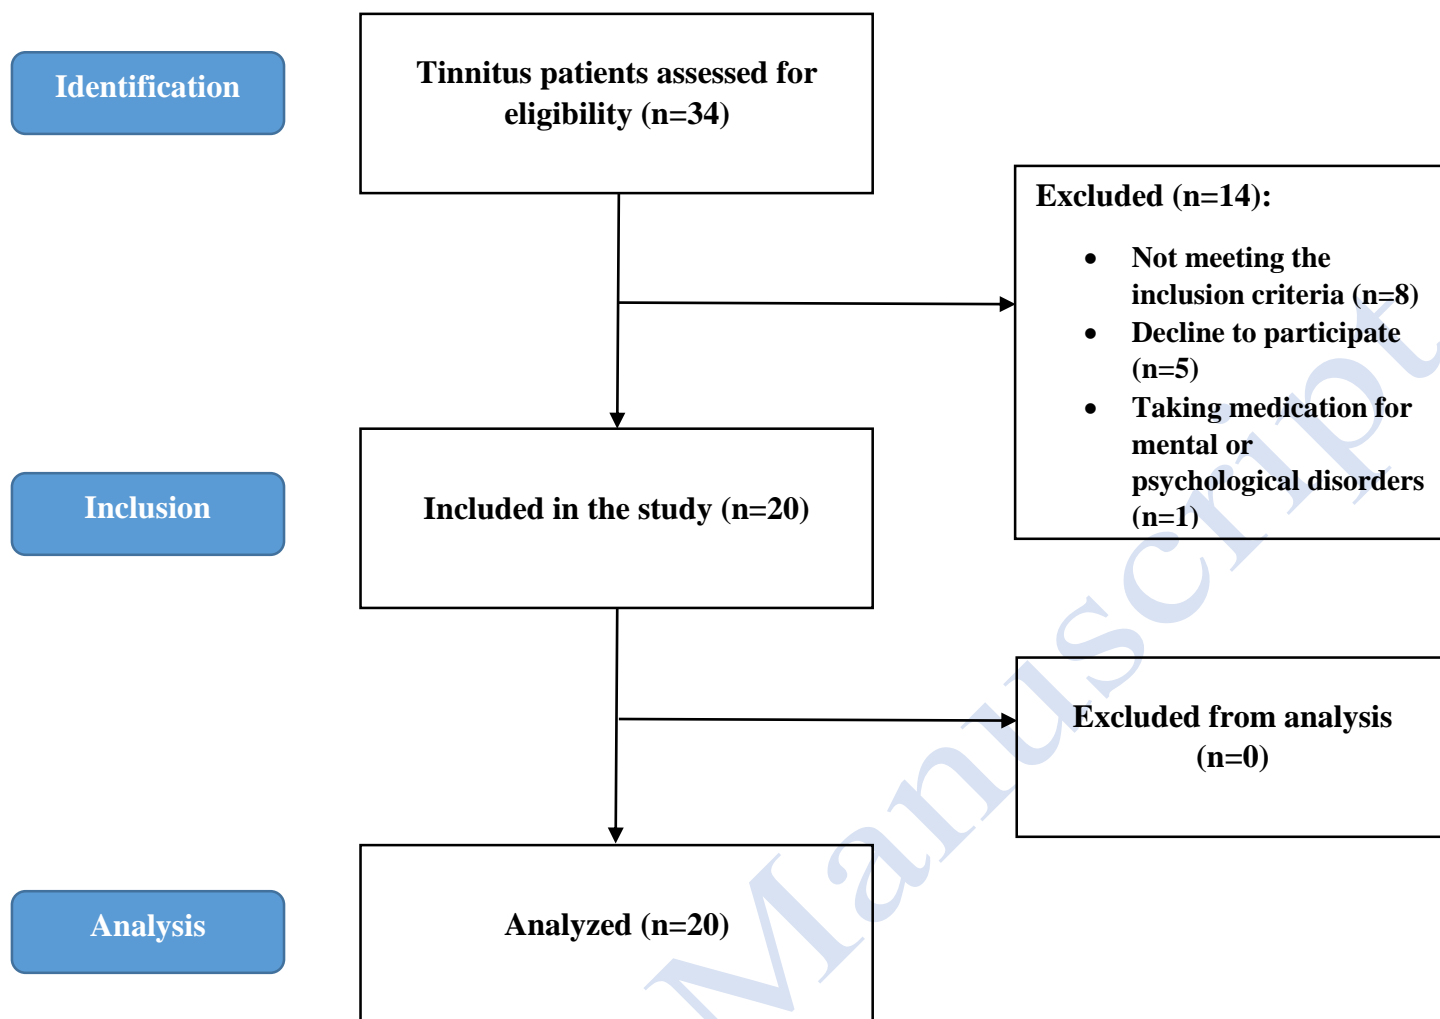 Identification
Tinnitus patients assessed for
eligibility (n=34)
Excluded (n=14):
• Not meeting the
inclusion criteria (n=8)
• Decline to participate
(n=5)
• Taking medication for
mental or
psychological disorders
(n=1)
Inclusion
Included in the study (n=20)
Excluded from analysis
(n=0)
Analysis
Analyzed (n=20)
Manuscript